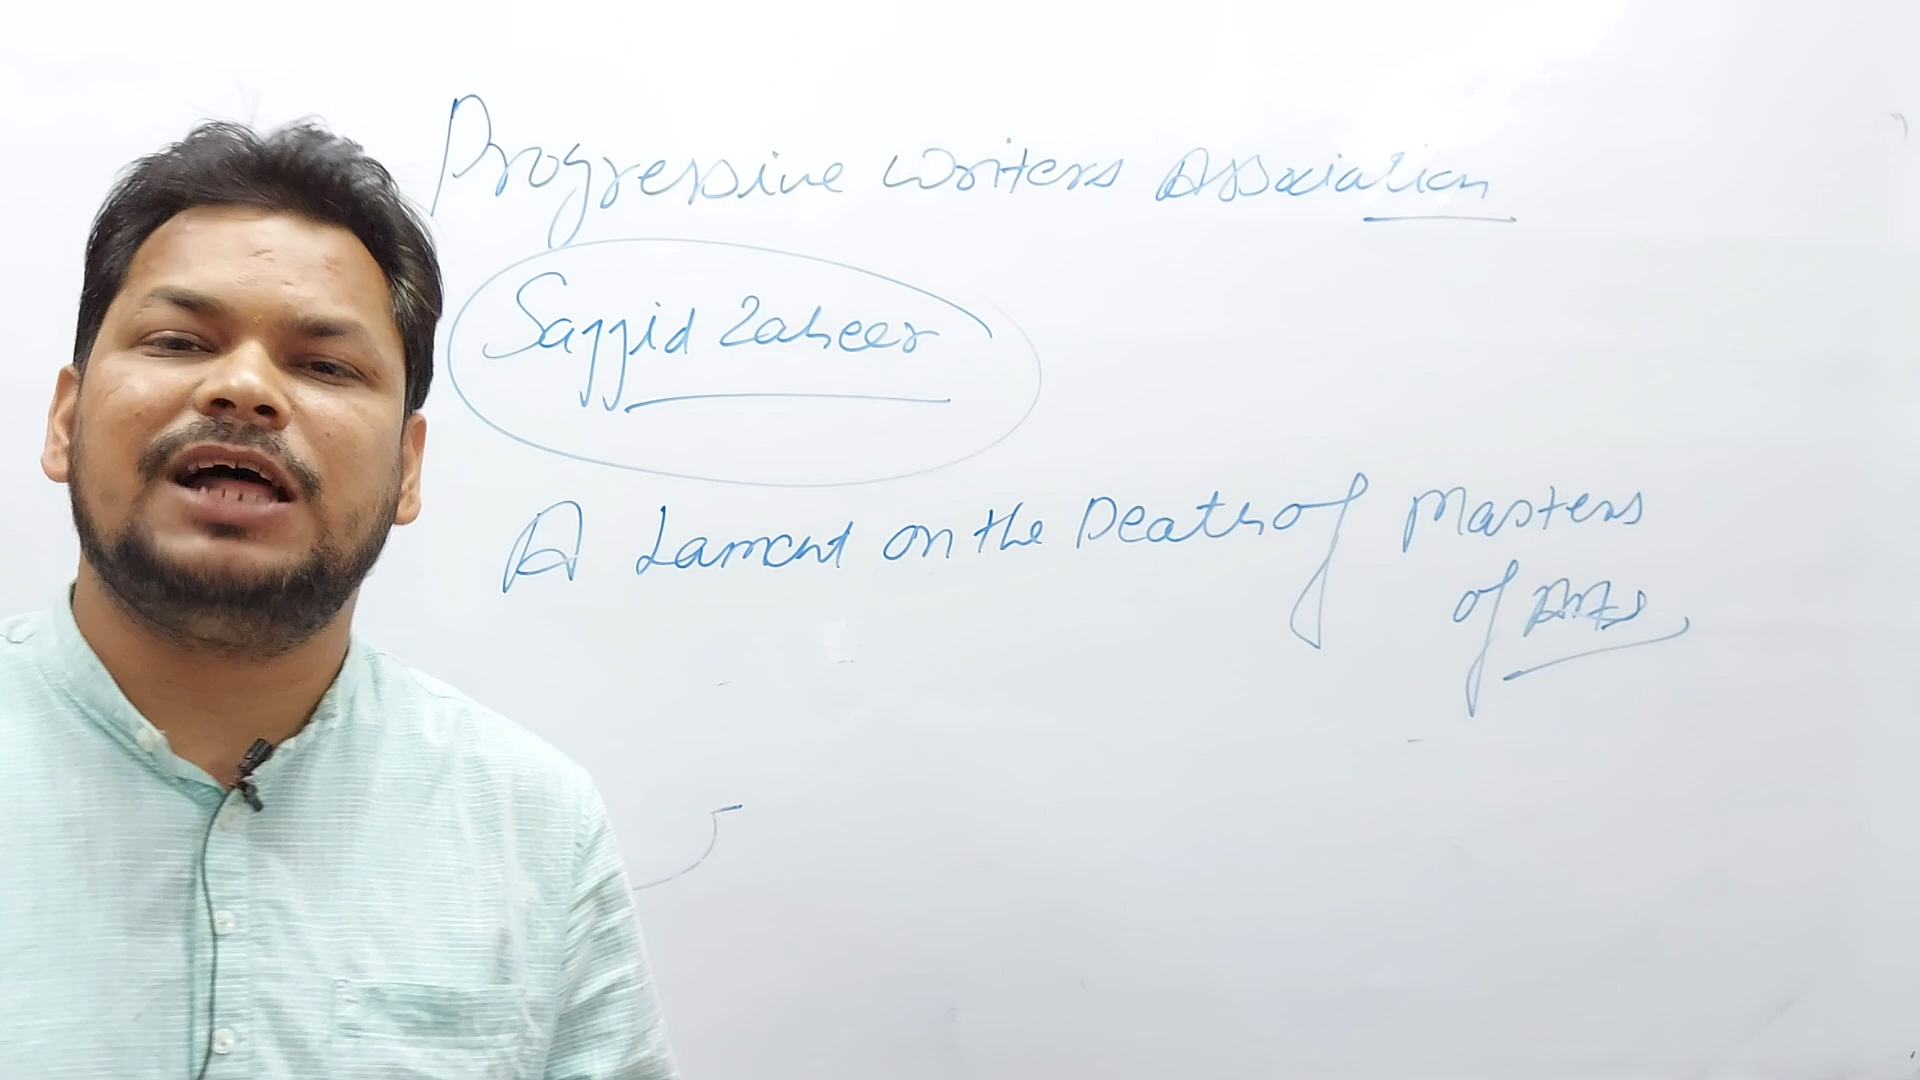 Progressive Writers Association
Sajjid Zaheer
A Lament on the Death of Masters
of Arts